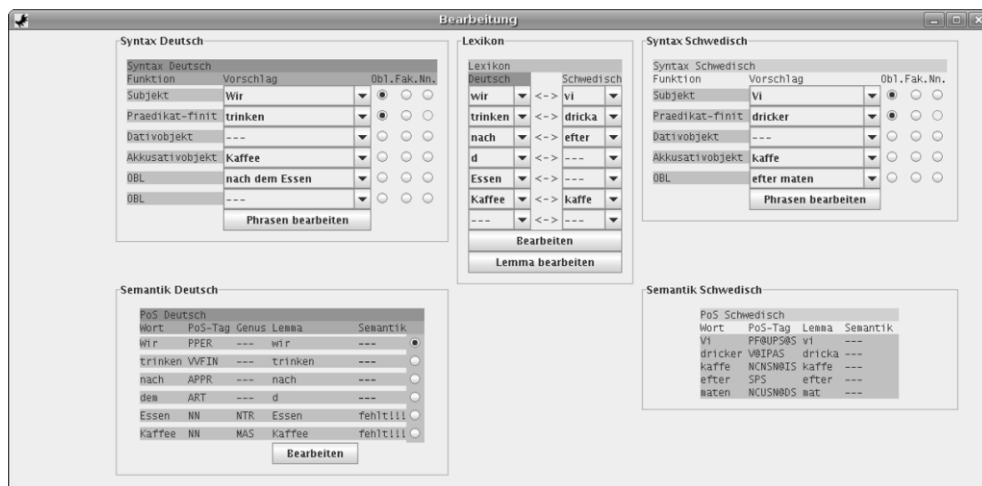 Bearbeitung
Syntax Deutsch
Syntax Deutsch
Funktion Vorschlag Obl.Fak.Nn.
Subjekt Wir
Praedikat-finit trinken
Dativobjekt ---
Akkusativobjekt Kaffee
OBL nach dem Essen
OBL ---
Phrasen bearbeiten
Lexikon
Lexikon
Deutsch Schwedisch
wir <-> vi
trinken <-> dricka
nach <-> efter
d <-> ---
Essen <-> ---
Kaffee <-> kaffe
--- <-> ---
Bearbeiten
Lemma bearbeiten
Syntax Schwedisch
Syntax Schwedisch
Funktion Vorschlag Obl.Fak.Nn.
Subjekt Vi
Praedikat-finit dricker
Dativobjekt ---
Akkusativobjekt kaffe
OBL efter maten
Phrasen bearbeiten
Semantik Deutsch
PoS Deutsch
Wort PoS-Tag Genus Lemma Semantik
Wir PPER --- wir ---
trinken VVFIN --- trinken ---
nach APPR --- nach ---
dem ART --- d ---
Essen NN NTR Essen fehlt!!!
Kaffee NN MAS Kaffee fehlt!!!
Bearbeiten
Semantik Schwedisch
PoS Schwedisch
Wort PoS-Tag Lemma Semantik
Vi PF@UPS@S vi ---
dricker V@IPAS dricka ---
kaffe NCNSN@IS kaffe ---
efter SPS efter ---
maten NCUSN@DS mat ---